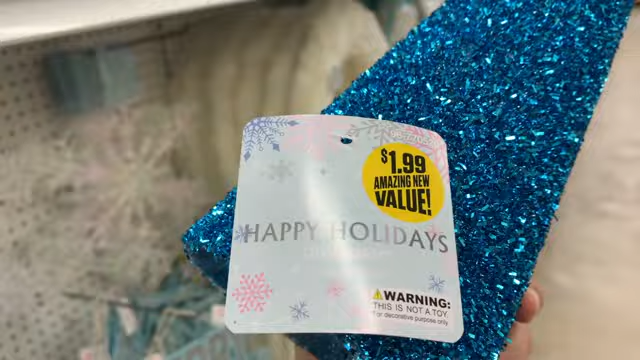 $1.99
AMAZING NEW
VALUE!
HAPPY HOLIDAYS
WARNING:
THIS IS NOT A TOY.
For decorative purpose only.